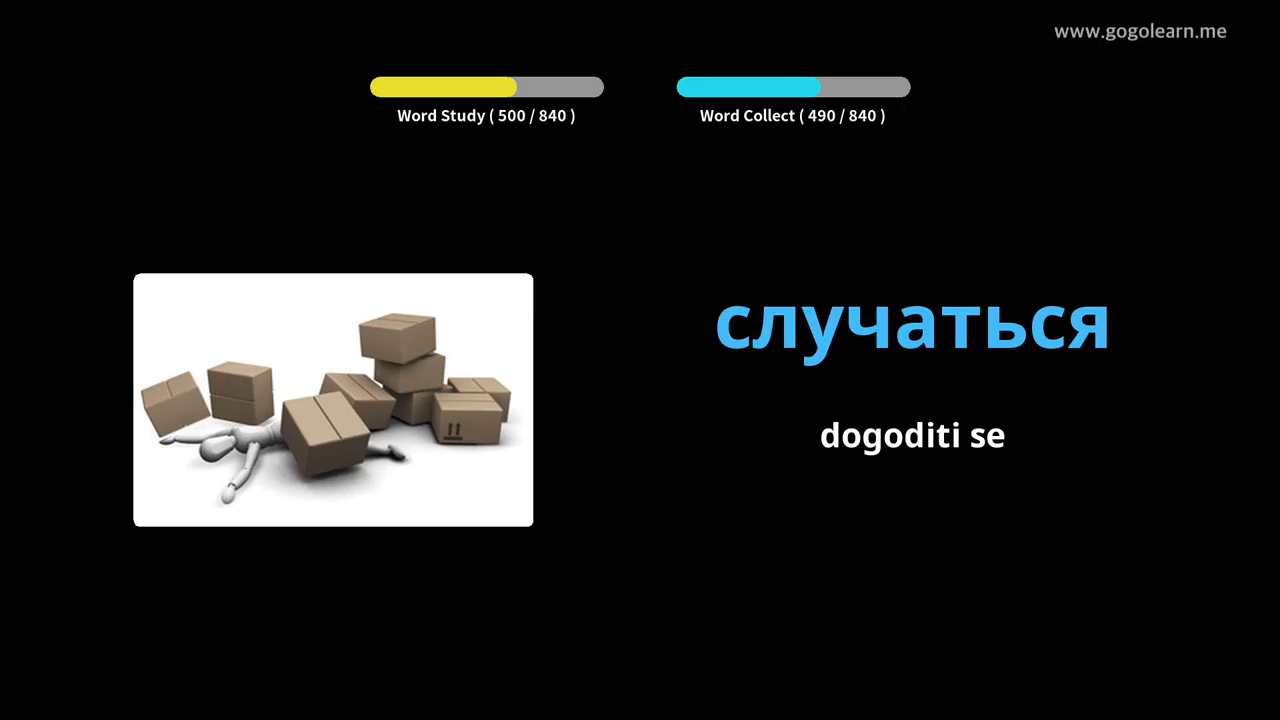 www.gogolearn.me
Word Study ( 500 / 840 )
Word Collect ( 490 / 840 )
случаться
dogoditi se